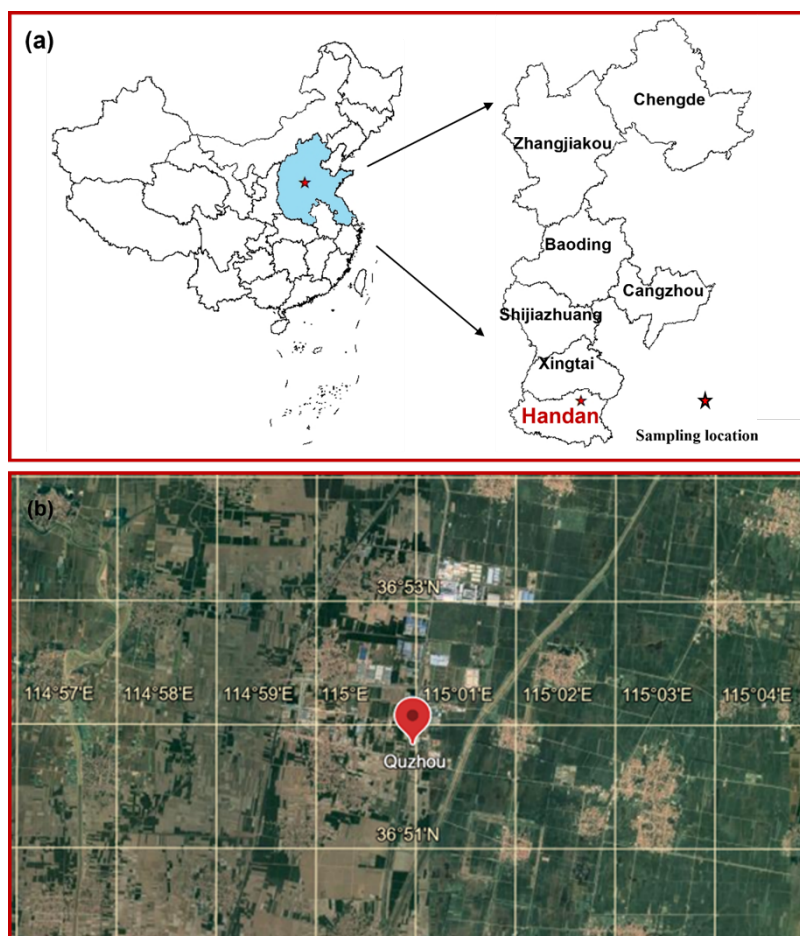 (a)
Chengde
Zhangjiakou
Baoding
Cangzhou
Shijiazhuang
Xingtai
Handan
Sampling location
(b)
36°53'N
114°57'E 114°58'E 114°59'E 115°E 115°01'E 115°02'E 115°03'E 115°04'E
Quzhou
36°51'N